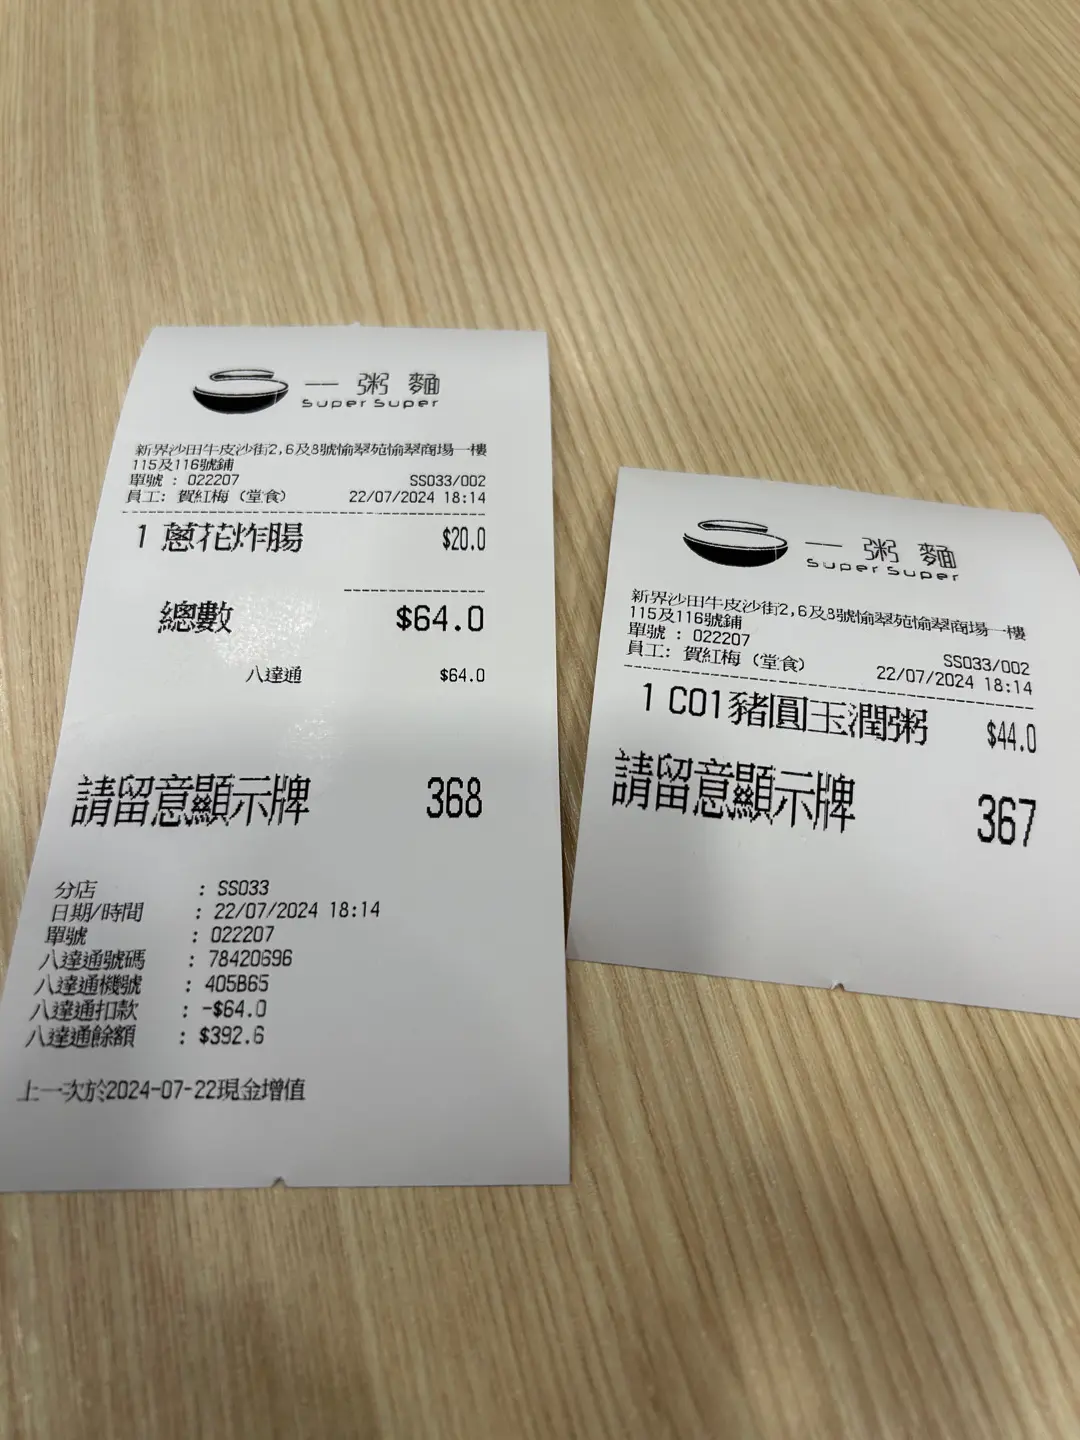 一粥麵
Super Super
新界沙田牛皮沙街2,6及8號愉翠苑愉翠商場一樓
115及116號鋪
單號 : 022207 SS033/002
員工: 賀紅梅 (堂食) 22/07/2024 18:14
1 蔥花炸腸 $20.0
總數 $64.0
八達通 $64.0
請留意顯示牌 368
分店 : SS033
日期/時間 : 22/07/2024 18:14
單號 : 022207
八達通號碼 : 78420696
八達通機號 : 405B65
八達通扣款 : -$64.0
八達通餘額 : $392.6
上一次於2024-07-22現金增值
一粥麵
Super Super
新界沙田牛皮沙街2,6及8號愉翠苑愉翠商場一樓
115及116號鋪
單號 : 022207 SS033/002
員工: 賀紅梅 (堂食) 22/07/2024 18:14
1 C01豬圓玉潤粥 $44.0
請留意顯示牌 367